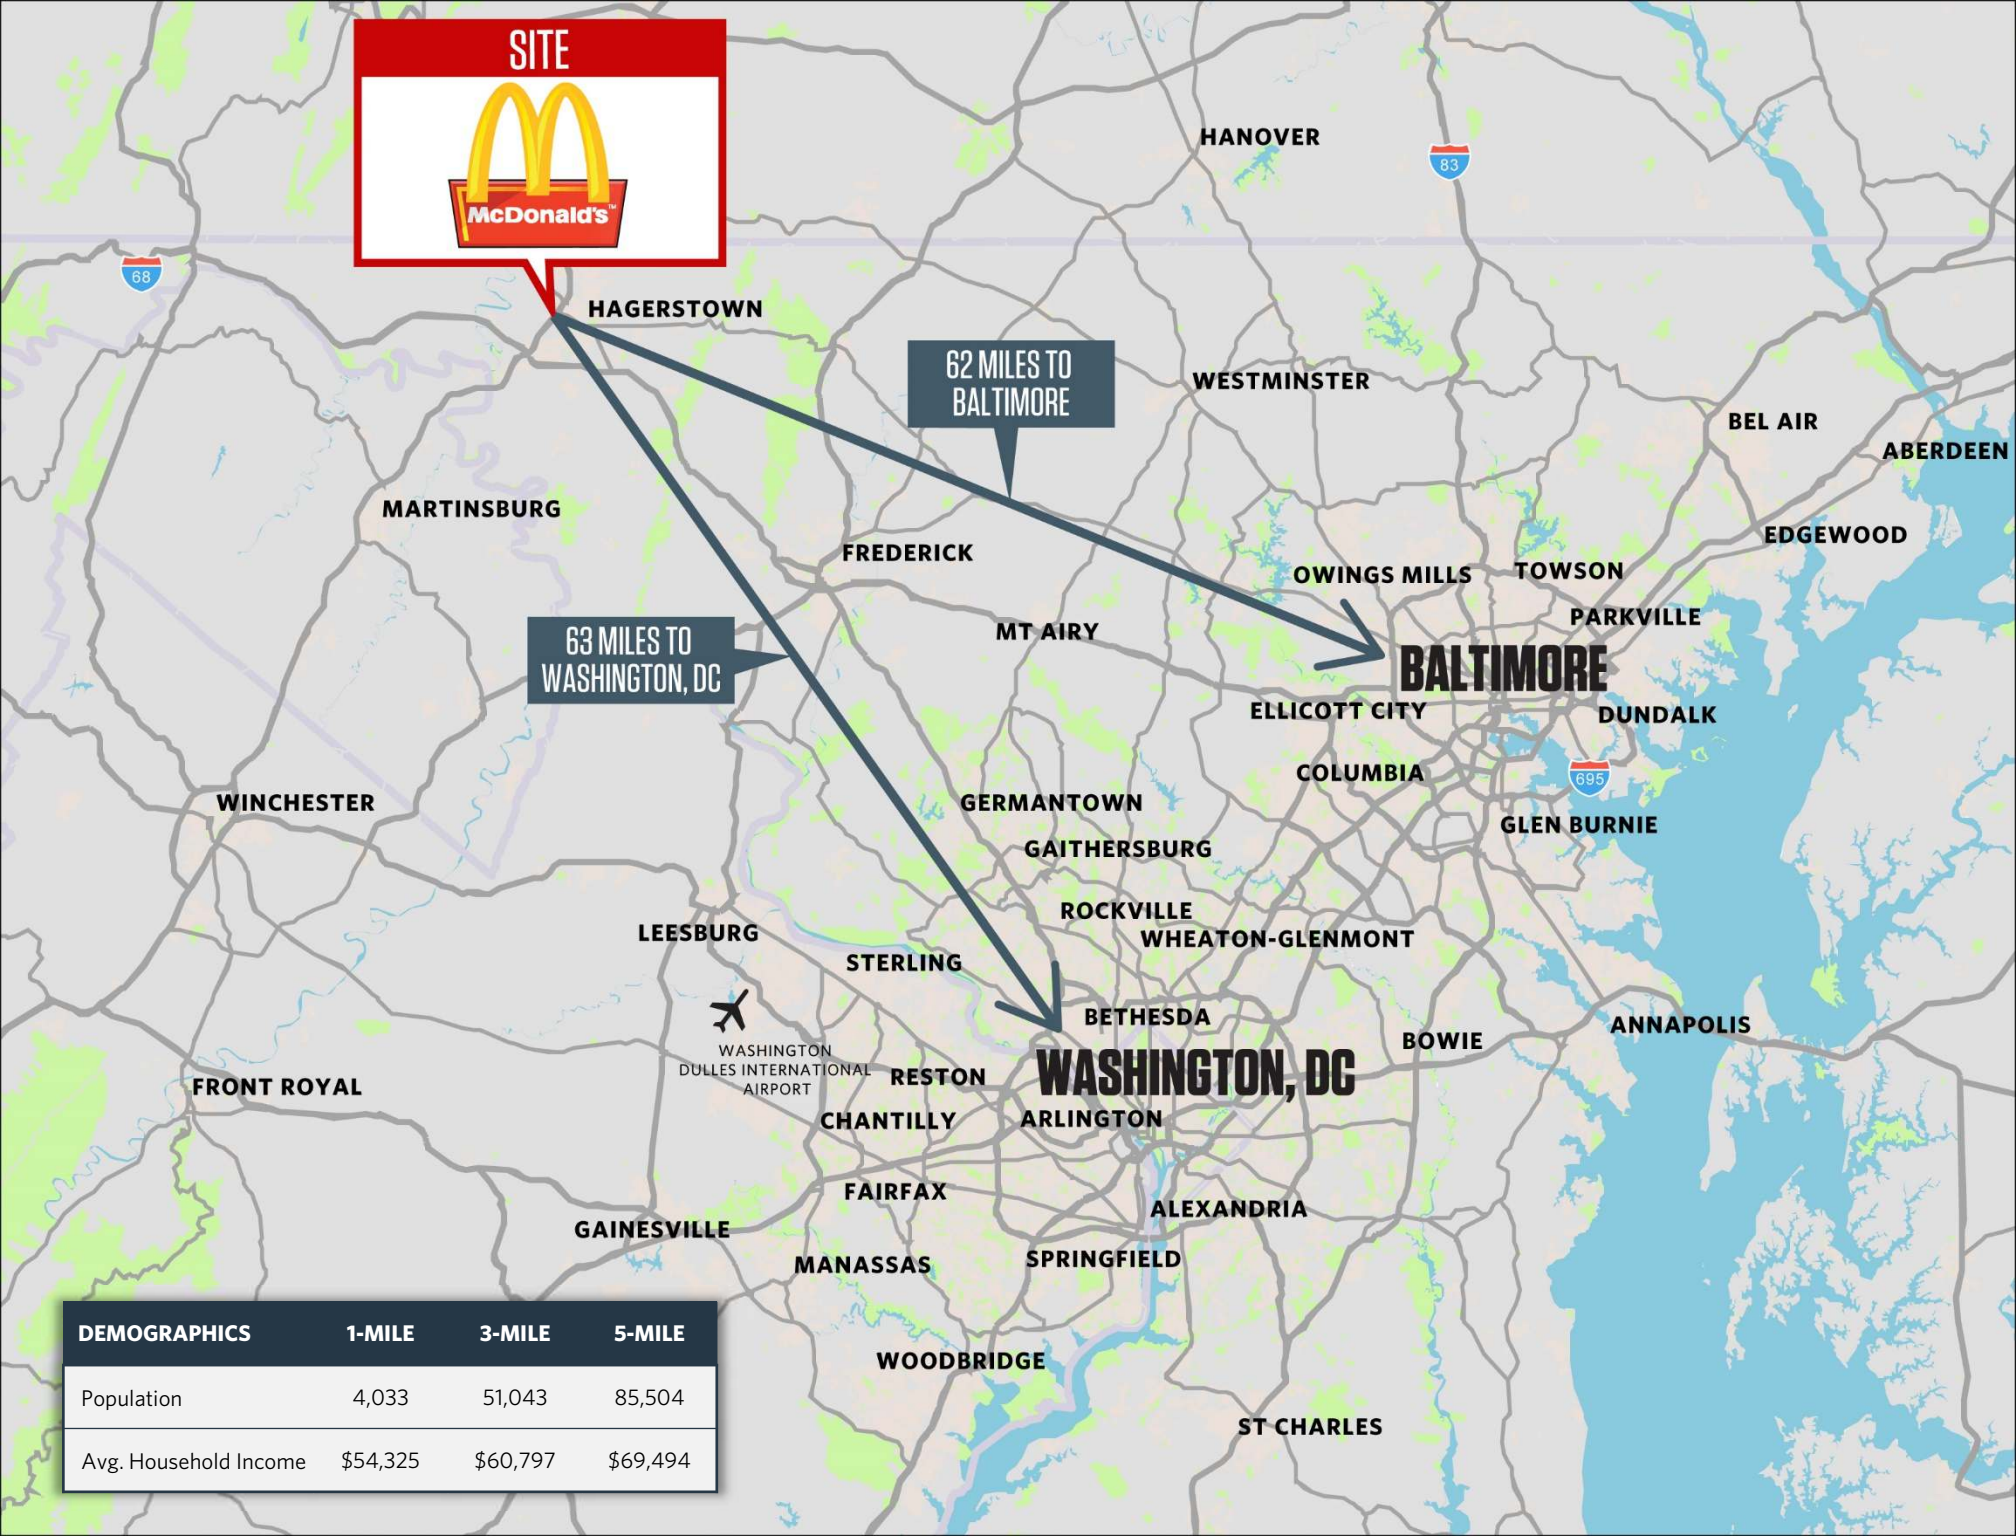 SITE
McDonald's™
HANOVER
83
68
HAGERSTOWN
62 MILES TO
BALTIMORE
WESTMINSTER
BEL AIR
ABERDEEN
MARTINSBURG
EDGEWOOD
FREDERICK
OWINGS MILLS
TOWSON
PARKVILLE
MT AIRY
63 MILES TO
WASHINGTON, DC
BALTIMORE
ELLICOTT CITY
DUNDALK
COLUMBIA
695
WINCHESTER
GERMANTOWN
GLEN BURNIE
GAITHERSBURG
ROCKVILLE
LEESBURG
WHEATON-GLENMONT
STERLING
BETHESDA
ANNAPOLIS
BOWIE
WASHINGTON
DULLES INTERNATIONAL
AIRPORT
RESTON
WASHINGTON, DC
FRONT ROYAL
CHANTILLY
ARLINGTON
FAIRFAX
ALEXANDRIA
GAINESVILLE
MANASSAS
SPRINGFIELD
WOODBRIDGE
ST CHARLES
DEMOGRAPHICS 1-MILE 3-MILE 5-MILE
Population 4,033 51,043 85,504
Avg. Household Income $54,325 $60,797 $69,494